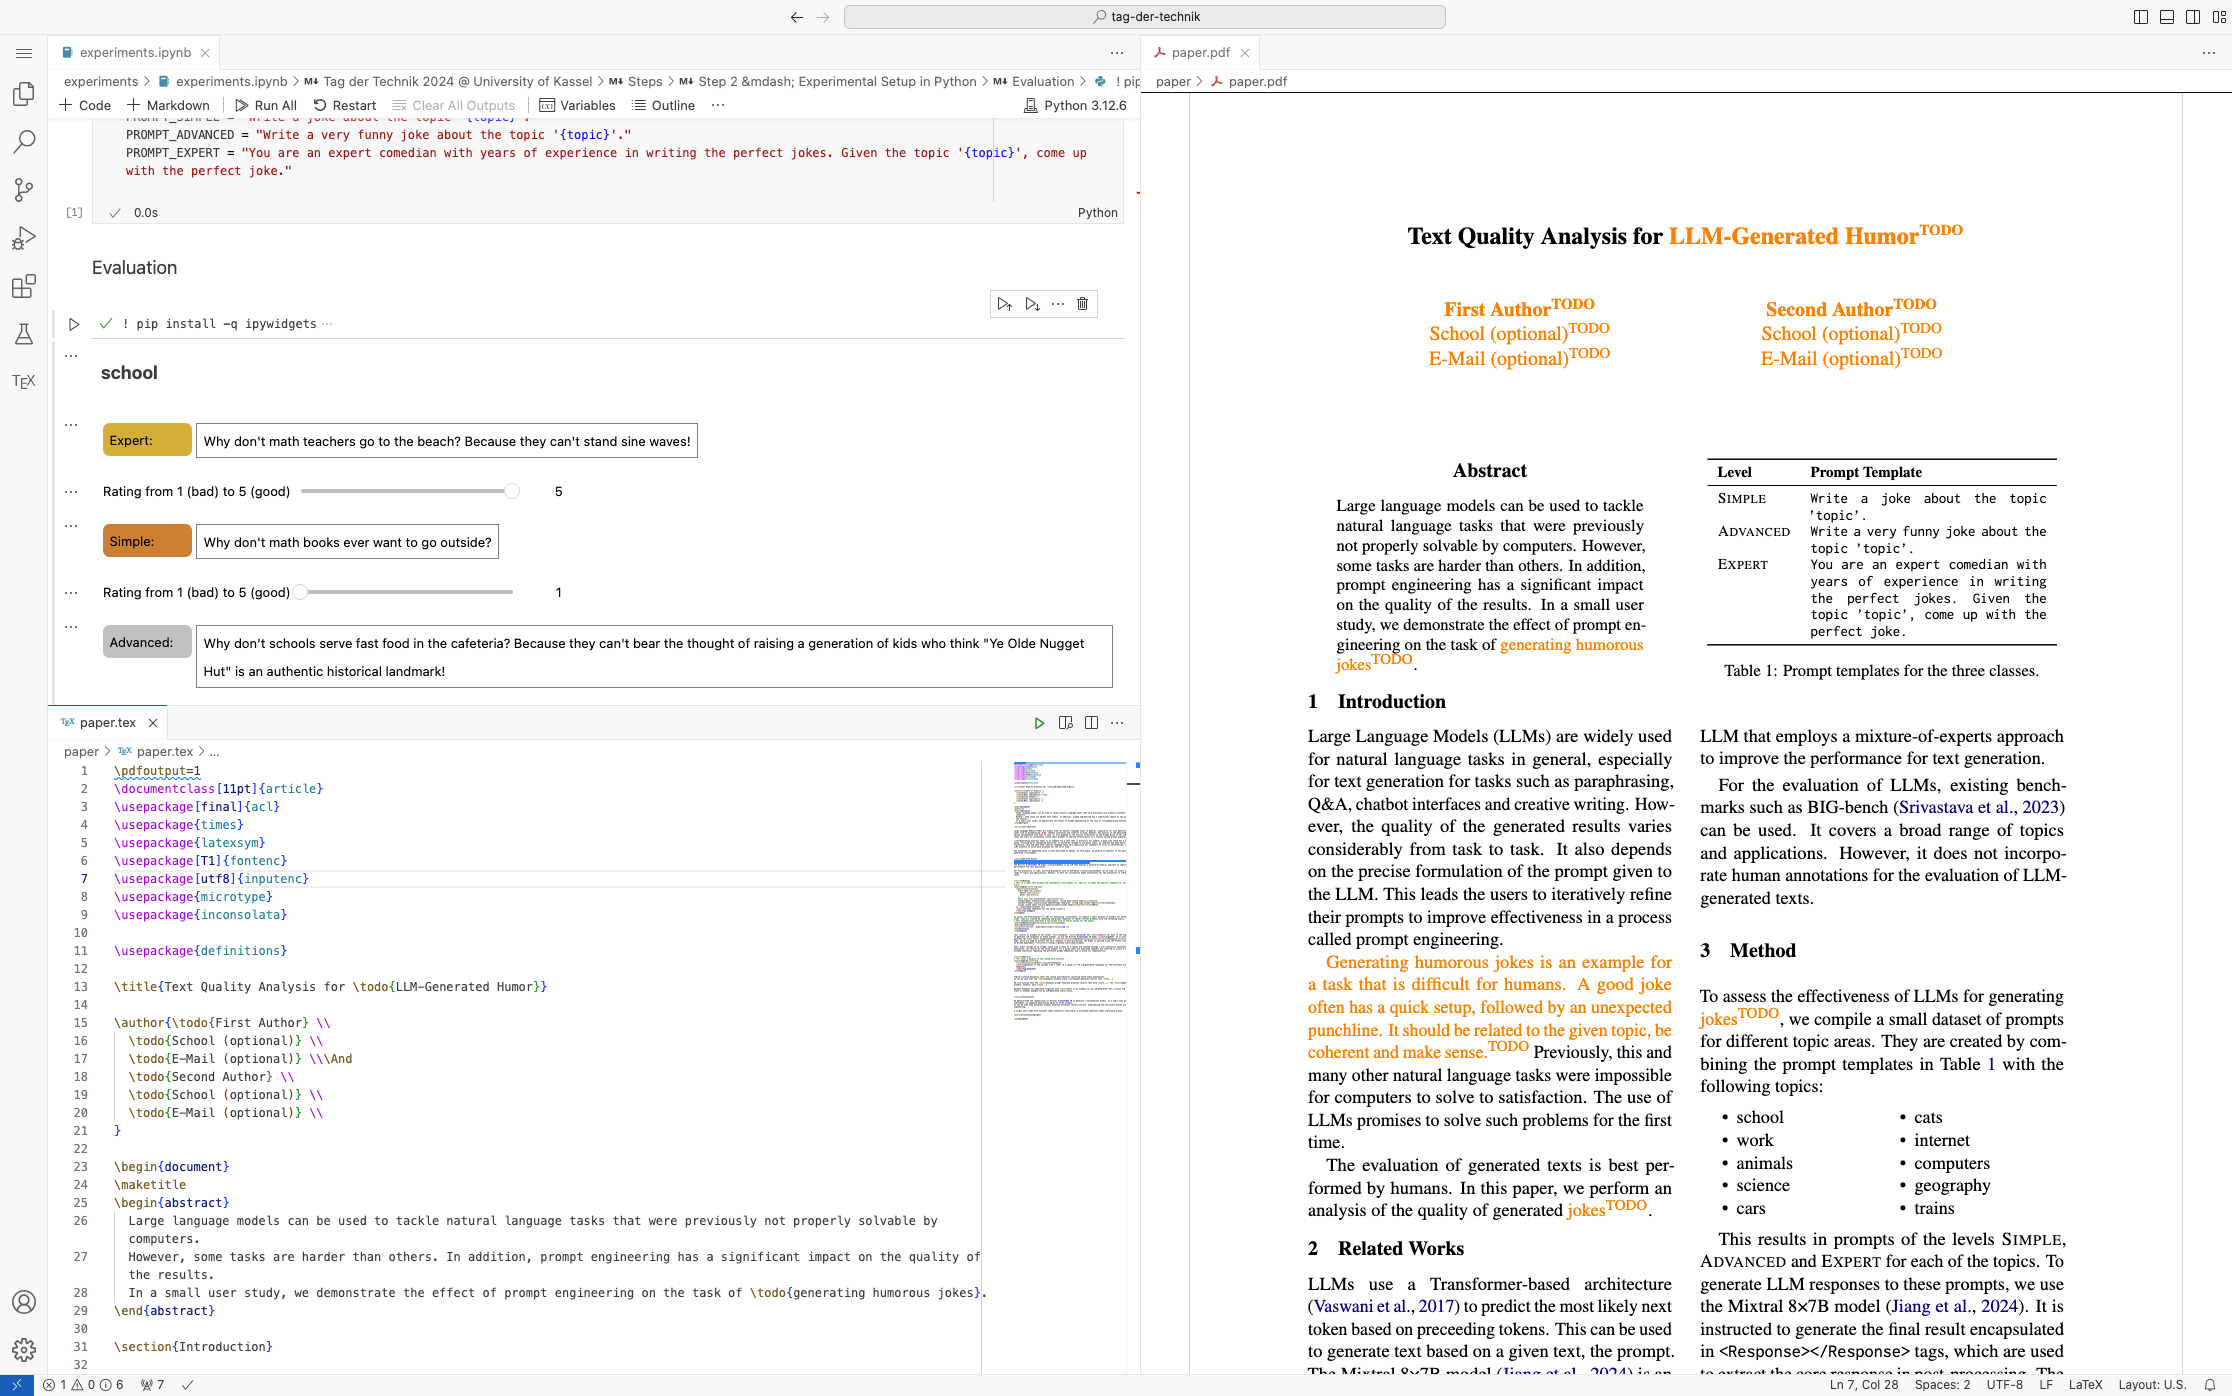 tag-der-technik
experiments.ipynb
experiments > experiments.ipynb > M↓ Tag der Technik 2024 @ University of Kassel > M↓ Steps > M↓ Step 2 &mdash; Experimental Setup in Python > M↓ Evaluation > ! pip
Code Markdown Run All Restart Clear All Outputs Variables Outline ... Python 3.12.6
PROMPT_ADVANCED = "Write a very funny joke about the topic '{topic}'."
PROMPT_EXPERT = "You are an expert comedian with years of experience in writing the perfect jokes. Given the topic '{topic}', come up
with the perfect joke."
[1] 0.0s Python
Evaluation
! pip install -q ipywidgets ...
school
Expert: Why don't math teachers go to the beach? Because they can't stand sine waves!
Rating from 1 (bad) to 5 (good) 5
Simple: Why don't math books ever want to go outside?
Rating from 1 (bad) to 5 (good) 1
Advanced: Why don't schools serve fast food in the cafeteria? Because they can't bear the thought of raising a generation of kids who think "Ye Olde Nugget
Hut" is an authentic historical landmark!
TEX
paper.tex
paper > paper.tex > ...
1 \pdfoutput=1
2 \documentclass[11pt]{article}
3 \usepackage[final]{acl}
4 \usepackage{times}
5 \usepackage{latexsym}
6 \usepackage[T1]{fontenc}
7 \usepackage[utf8]{inputenc}
8 \usepackage{microtype}
9 \usepackage{inconsolata}
10
11 \usepackage{definitions}
12
13 \title{Text Quality Analysis for \todo{LLM-Generated Humor}}
14
15 \author{\todo{First Author} \\
16 \todo{School (optional)} \\
17 \todo{E-Mail (optional)} \\\And
18 \todo{Second Author} \\
19 \todo{School (optional)} \\
20 \todo{E-Mail (optional)} \\
21 }
22
23 \begin{document}
24 \maketitle
25 \begin{abstract}
26 Large language models can be used to tackle natural language tasks that were previously not properly solvable by
computers.
27 However, some tasks are harder than others. In addition, prompt engineering has a significant impact on the quality of
the results.
28 In a small user study, we demonstrate the effect of prompt engineering on the task of \todo{generating humorous jokes}.
29 \end{abstract}
30
31 \section{Introduction}
32
paper.pdf
paper > paper.pdf
Text Quality Analysis for LLM-Generated HumorTODO
First AuthorTODO
School (optional)TODO
E-Mail (optional)TODO
Second AuthorTODO
School (optional)TODO
E-Mail (optional)TODO
Abstract
Large language models can be used to tackle
natural language tasks that were previously
not properly solvable by computers. However,
some tasks are harder than others. In addition,
prompt engineering has a significant impact
on the quality of the results. In a small user
study, we demonstrate the effect of prompt en-
gineering on the task of generating humorous
jokesTODO.
1 Introduction
Large Language Models (LLMs) are widely used
for natural language tasks in general, especially
for text generation for tasks such as paraphrasing,
Q&A, chatbot interfaces and creative writing. How-
ever, the quality of the generated results varies
considerably from task to task. It also depends
on the precise formulation of the prompt given to
the LLM. This leads the users to iteratively refine
their prompts to improve effectiveness in a process
called prompt engineering.
Generating humorous jokes is an example for
a task that is difficult for humans. A good joke
often has a quick setup, followed by an unexpected
punchline. It should be related to the given topic, be
coherent and make sense.TODO Previously, this and
many other natural language tasks were impossible
for computers to solve to satisfaction. The use of
LLMs promises to solve such problems for the first
time.
The evaluation of generated texts is best per-
formed by humans. In this paper, we perform an
analysis of the quality of generated jokesTODO.
2 Related Works
LLMs use a Transformer-based architecture
(Vaswani et al., 2017) to predict the most likely next
token based on preceeding tokens. This can be used
to generate text based on a given text, the prompt.
The Mixtral 8×7B model (Jiang et al., 2024) is an
Level Prompt Template
SIMPLE Write a joke about the topic
'topic'.
ADVANCED Write a very funny joke about the
topic 'topic'.
EXPERT You are an expert comedian with
years of experience in writing
the perfect jokes. Given the
topic 'topic', come up with the
perfect joke.
Table 1: Prompt templates for the three classes.
LLM that employs a mixture-of-experts approach
to improve the performance for text generation.
For the evaluation of LLMs, existing bench-
marks such as BIG-bench (Srivastava et al., 2023)
can be used. It covers a broad range of topics
and applications. However, it does not incorpo-
rate human annotations for the evaluation of LLM-
generated texts.
3 Method
To assess the effectiveness of LLMs for generating
jokesTODO, we compile a small dataset of prompts
for different topic areas. They are created by com-
bining the prompt templates in Table 1 with the
following topics:
• school • cats
• work • internet
• animals • computers
• science • geography
• cars • trains
This results in prompts of the levels SIMPLE,
ADVANCED and EXPERT for each of the topics. To
generate LLM responses to these prompts, we use
the Mixtral 8×7B model (Jiang et al., 2024). It is
instructed to generate the final result encapsulated
in <Response></Response> tags, which are used
to extract the core response in post-processing. The
1 0 6 7 Ln 7, Col 28 Spaces: 2 UTF-8 LF LaTeX Layout: U.S.